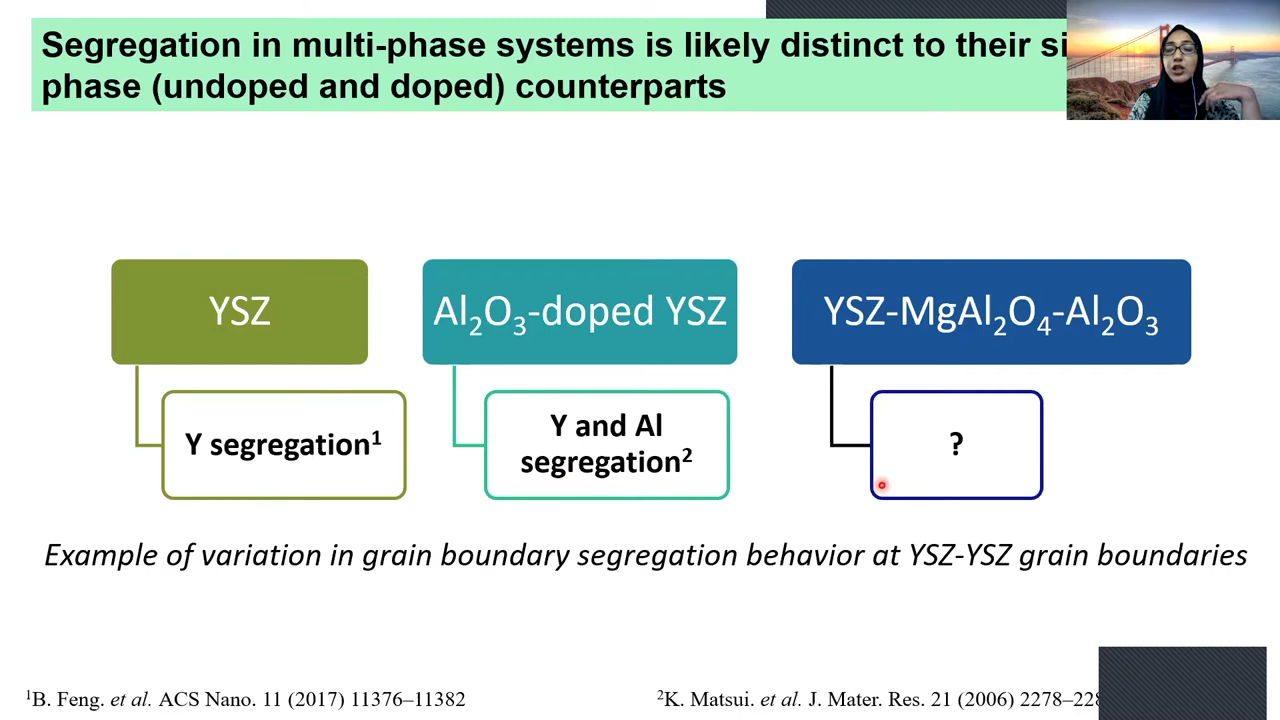 Segregation in multi-phase systems is likely distinct to their
phase (undoped and doped) counterparts
YSZ
Al₂O₃-doped YSZ
YSZ-MgAl₂O₄-Al₂O₃
Y segregation¹
Y and Al
segregation²
?
Example of variation in grain boundary segregation behavior at YSZ-YSZ grain boundaries
¹B. Feng. et al. ACS Nano. 11 (2017) 11376–11382
²K. Matsui. et al. J. Mater. Res. 21 (2006)